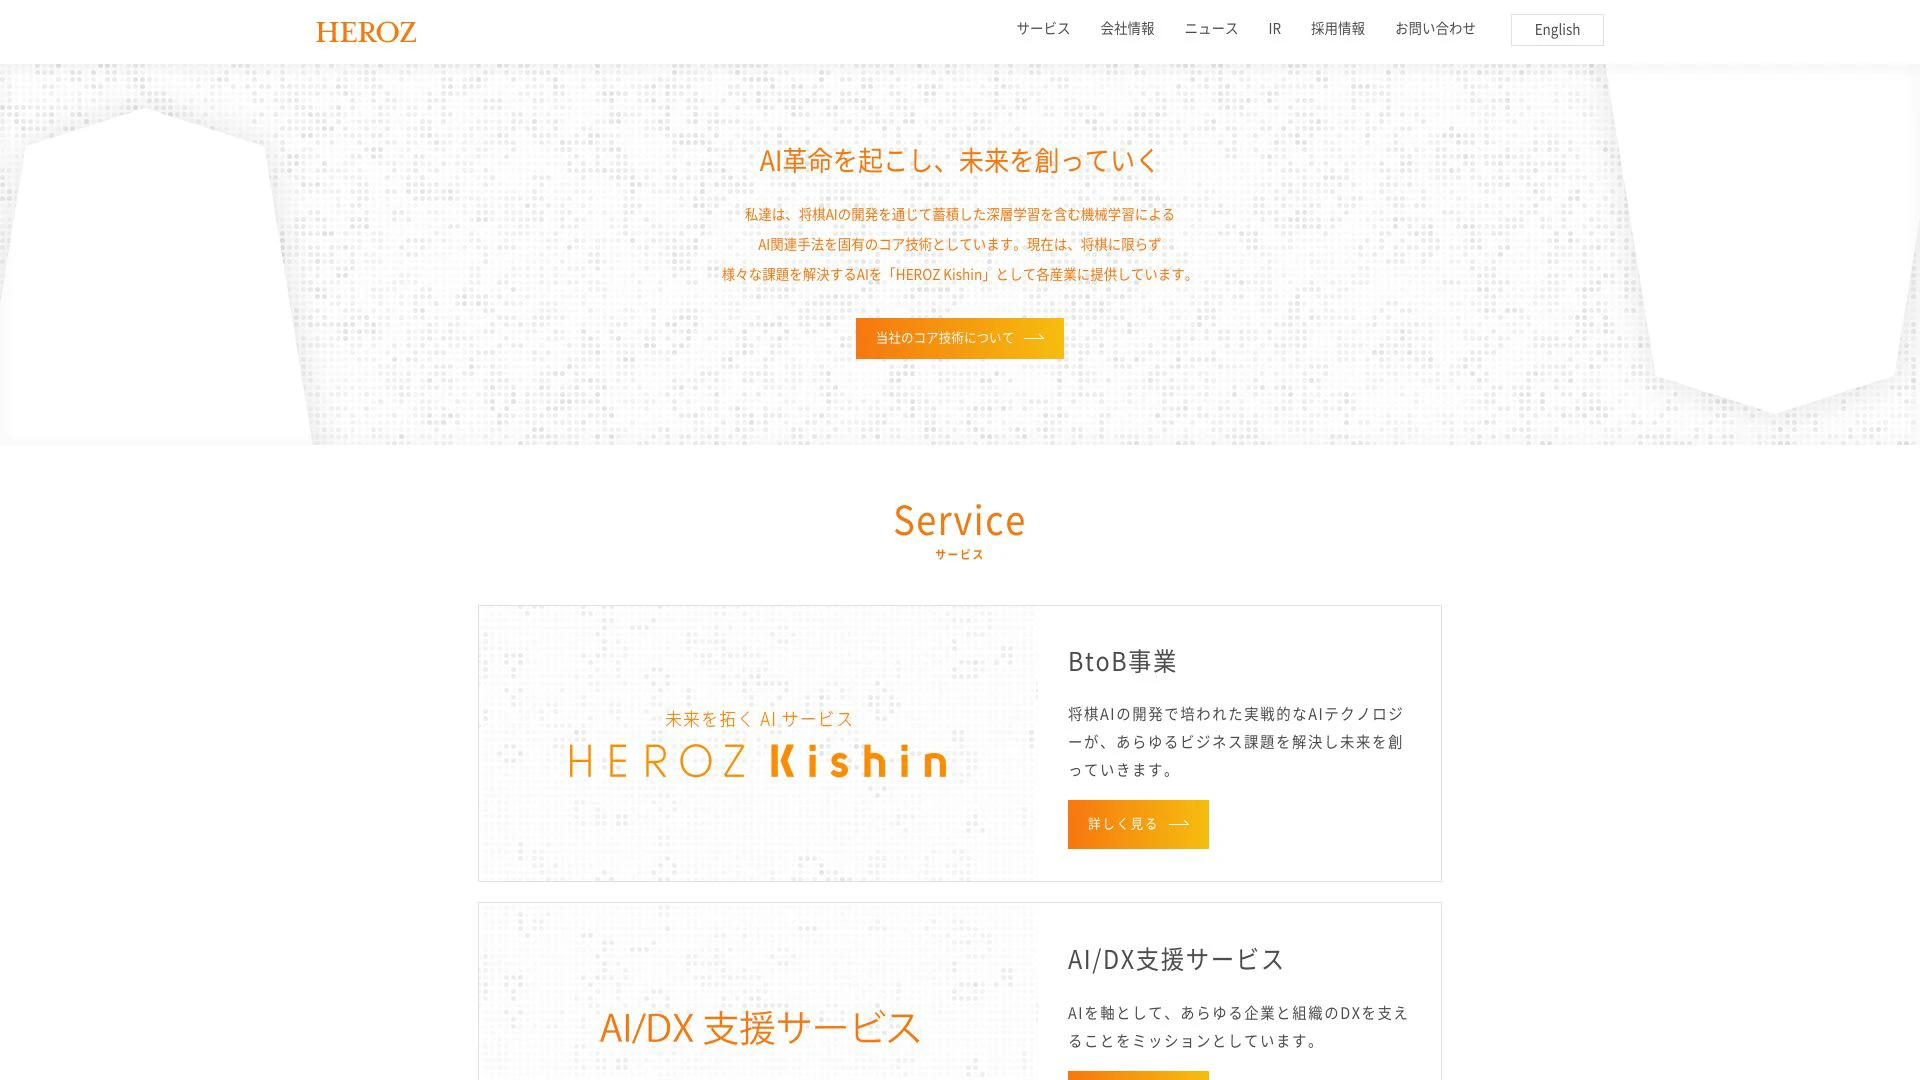 HEROZ
サービス 会社情報 ニュース IR 採用情報 お問い合わせ English
AI革命を起こし、未来を創っていく
私達は、将棋AIの開発を通じて蓄積した深層学習を含む機械学習による
AI関連手法を固有のコア技術としています。現在は、将棋に限らず
様々な課題を解決するAIを「HEROZ Kishin」として各産業に提供しています。
当社のコア技術について
Service
サービス
未来を拓く AI サービス
HEROZ Kishin
BtoB事業
将棋AIの開発で培われた実戦的なAIテクノロジ
ーが、あらゆるビジネス課題を解決し未来を創
っていきます。
詳しく見る
AI/DX 支援サービス
AI/DX支援サービス
AIを軸として、あらゆる企業と組織のDXを支え
ることをミッションとしています。